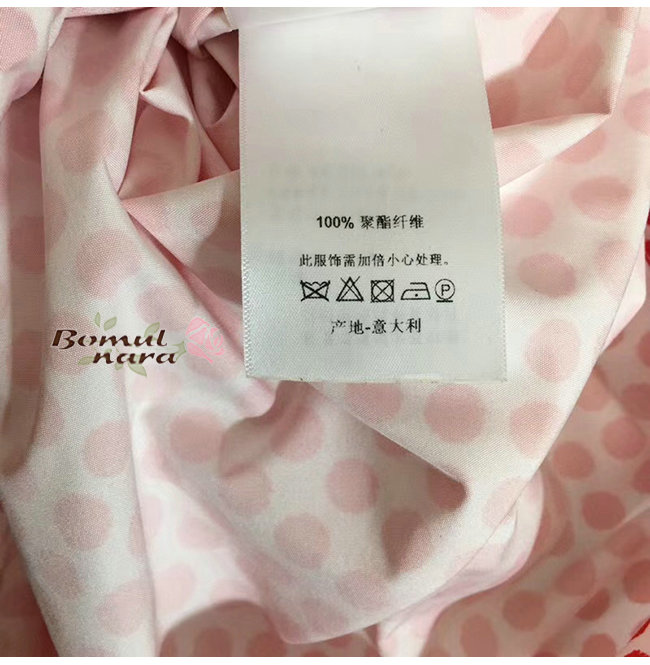 100% 聚酯纤维
此服饰需加倍小心处理。
P
产地-意大利
Bomul
nara